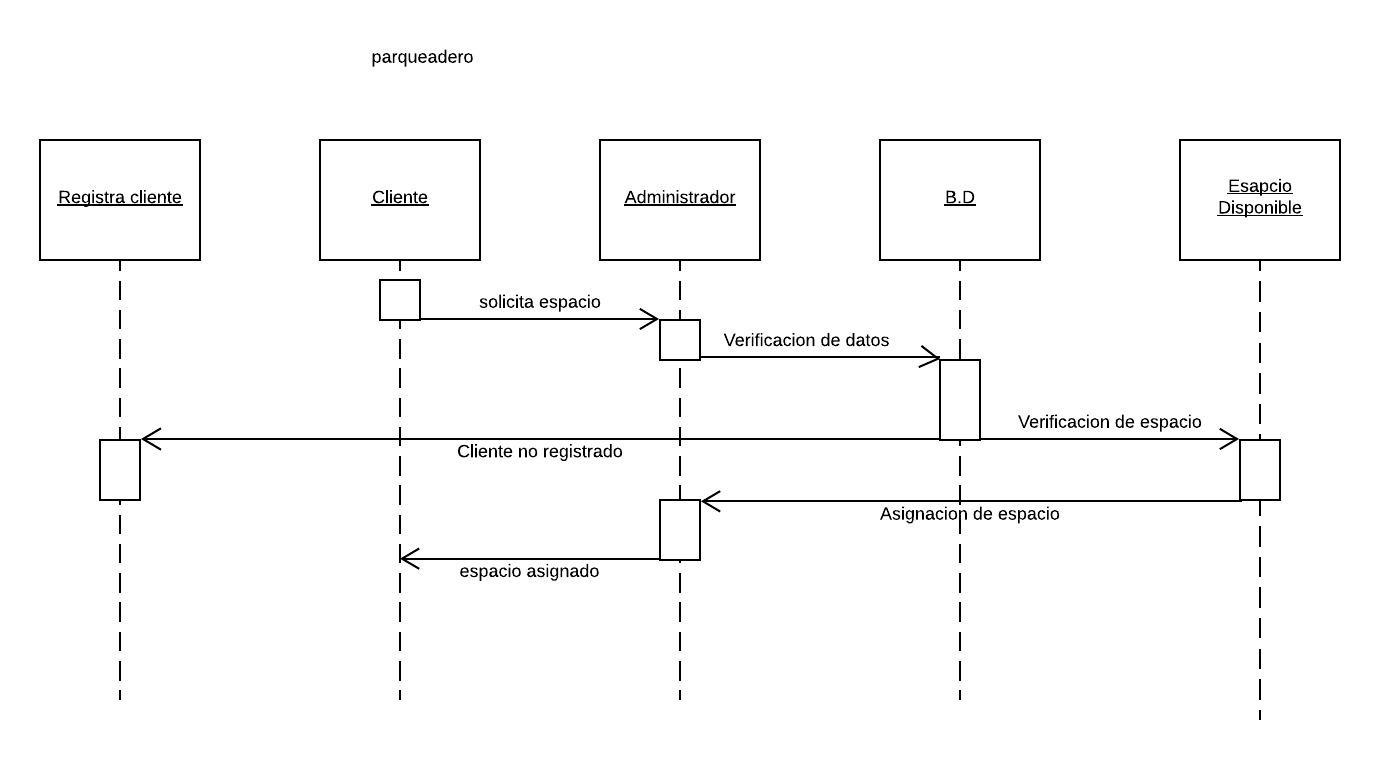 parqueadero
Registra cliente
Cliente
Administrador
B.D
Esapcio
Disponible
solicita espacio
Verificacion de datos
Verificacion de espacio
Cliente no registrado
Asignacion de espacio
espacio asignado